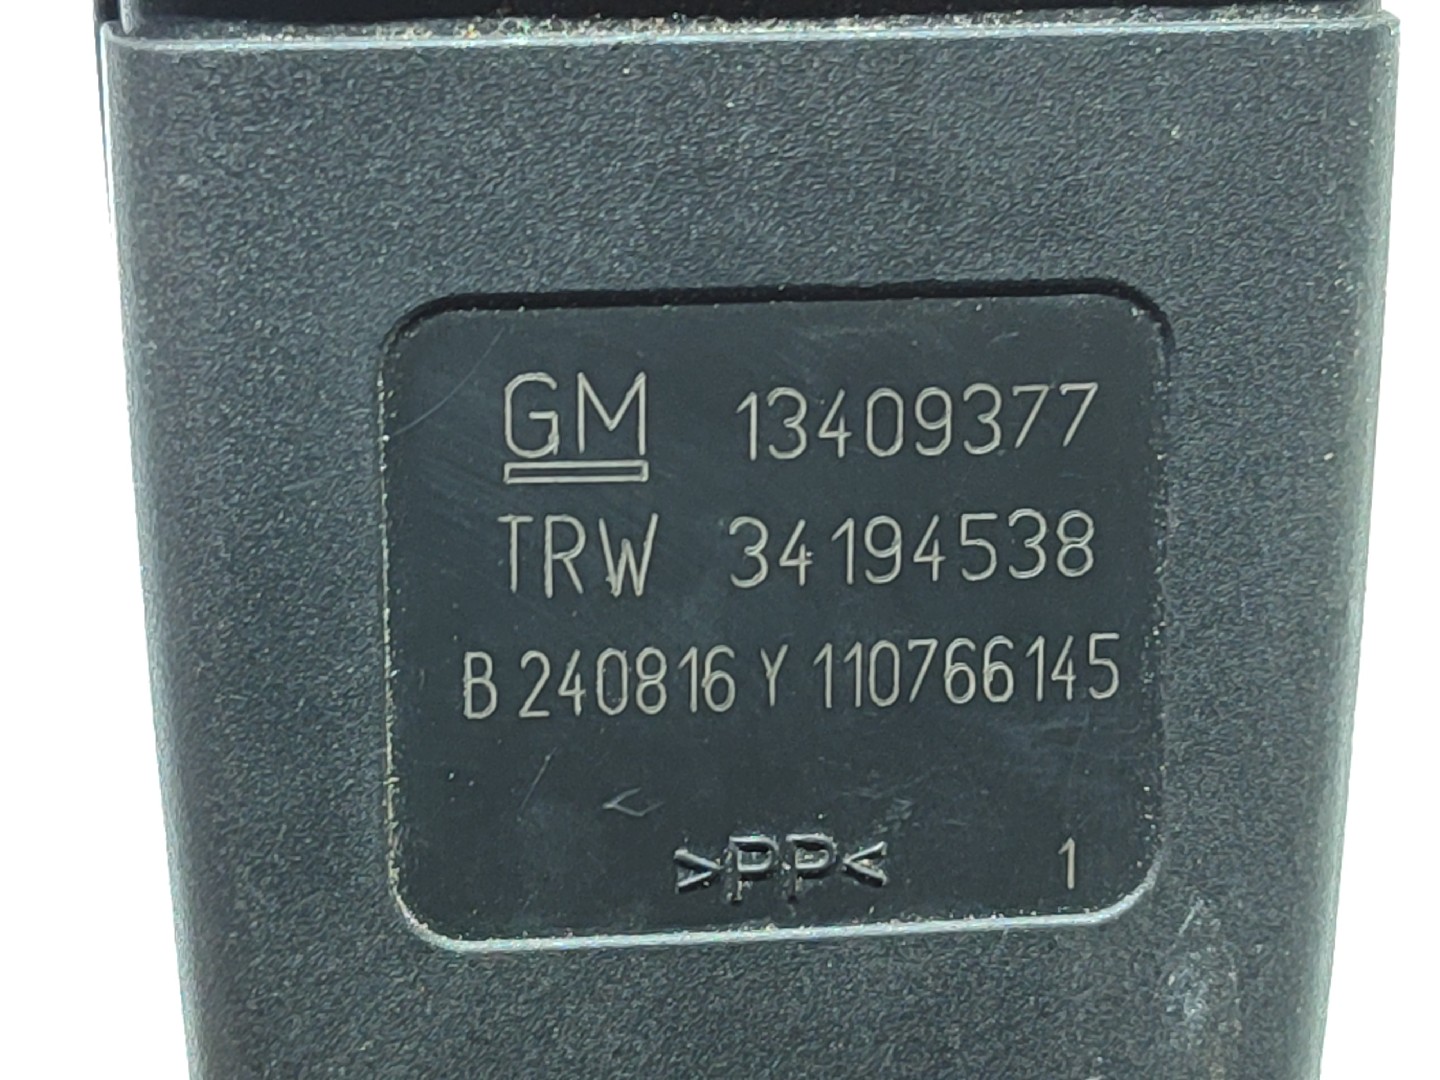 GM 13409377
TRW 34194538
B 240816 Y 110766145
>PP< 1